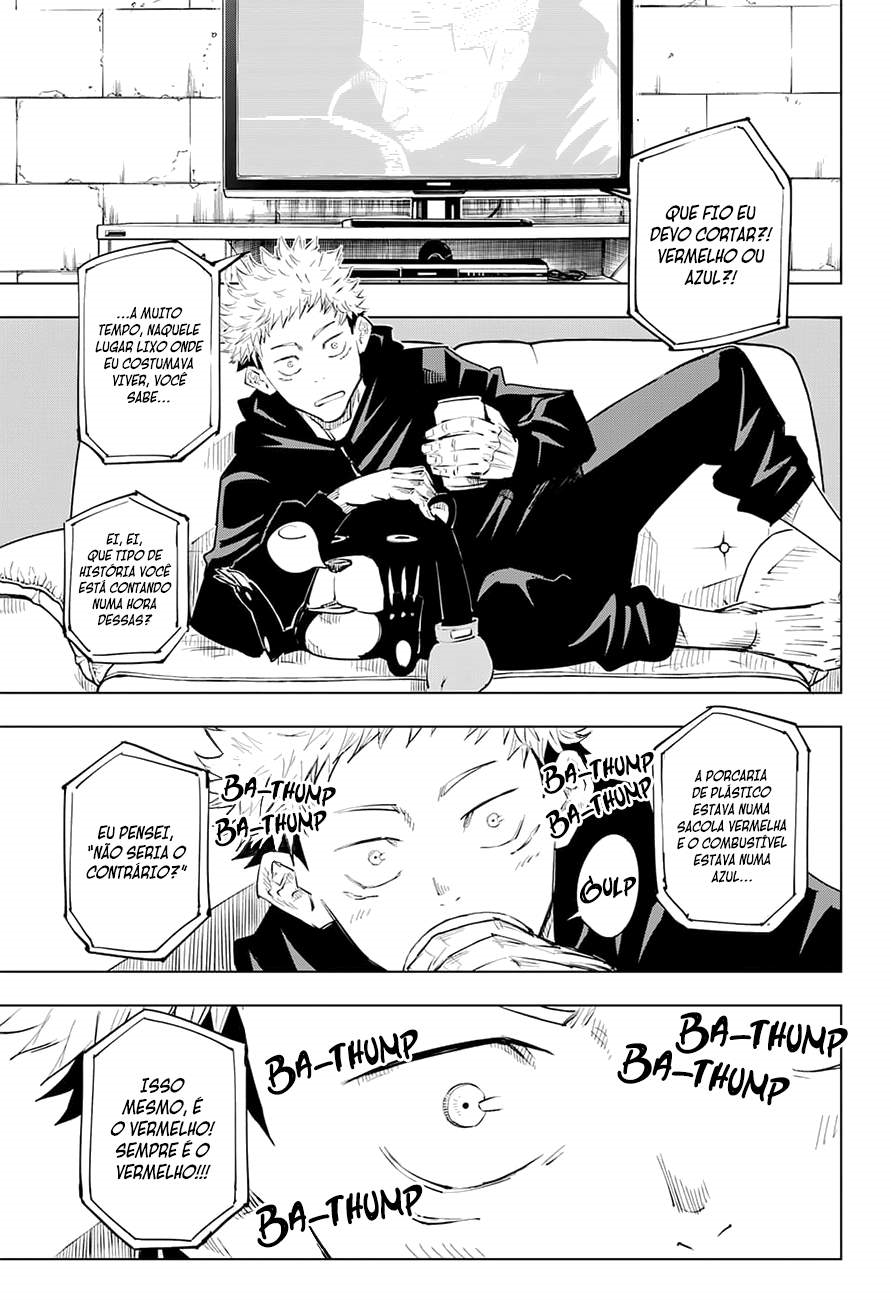 QUE FIO EU
DEVO CORTAR?!
VERMELHO OU
AZUL?!
...A MUITO
TEMPO, NAQUELE
LUGAR LIXO ONDE
EU COSTUMAVA
VIVER, VOCÊ
SABE...
EI, EI,
QUE TIPO DE
HISTÓRIA VOCÊ
ESTÁ CONTANDO
NUMA HORA
DESSAS?
A PORCARIA
DE PLÁSTICO
ESTAVA NUMA
SACOLA VERMELHA
E O COMBUSTÍVEL
ESTAVA NUMA
AZUL...
BA-THUMP
BA-THUMP
GULP
BA-THUMP
BA-THUMP
EU PENSEI,
"NÃO SERIA O
CONTRÁRIO?"
BA-THUMP
BA-THUMP
BA-THUMP
ISSO
MESMO, É
O VERMELHO!
SEMPRE É O
VERMELHO!!!
BA-THUMP